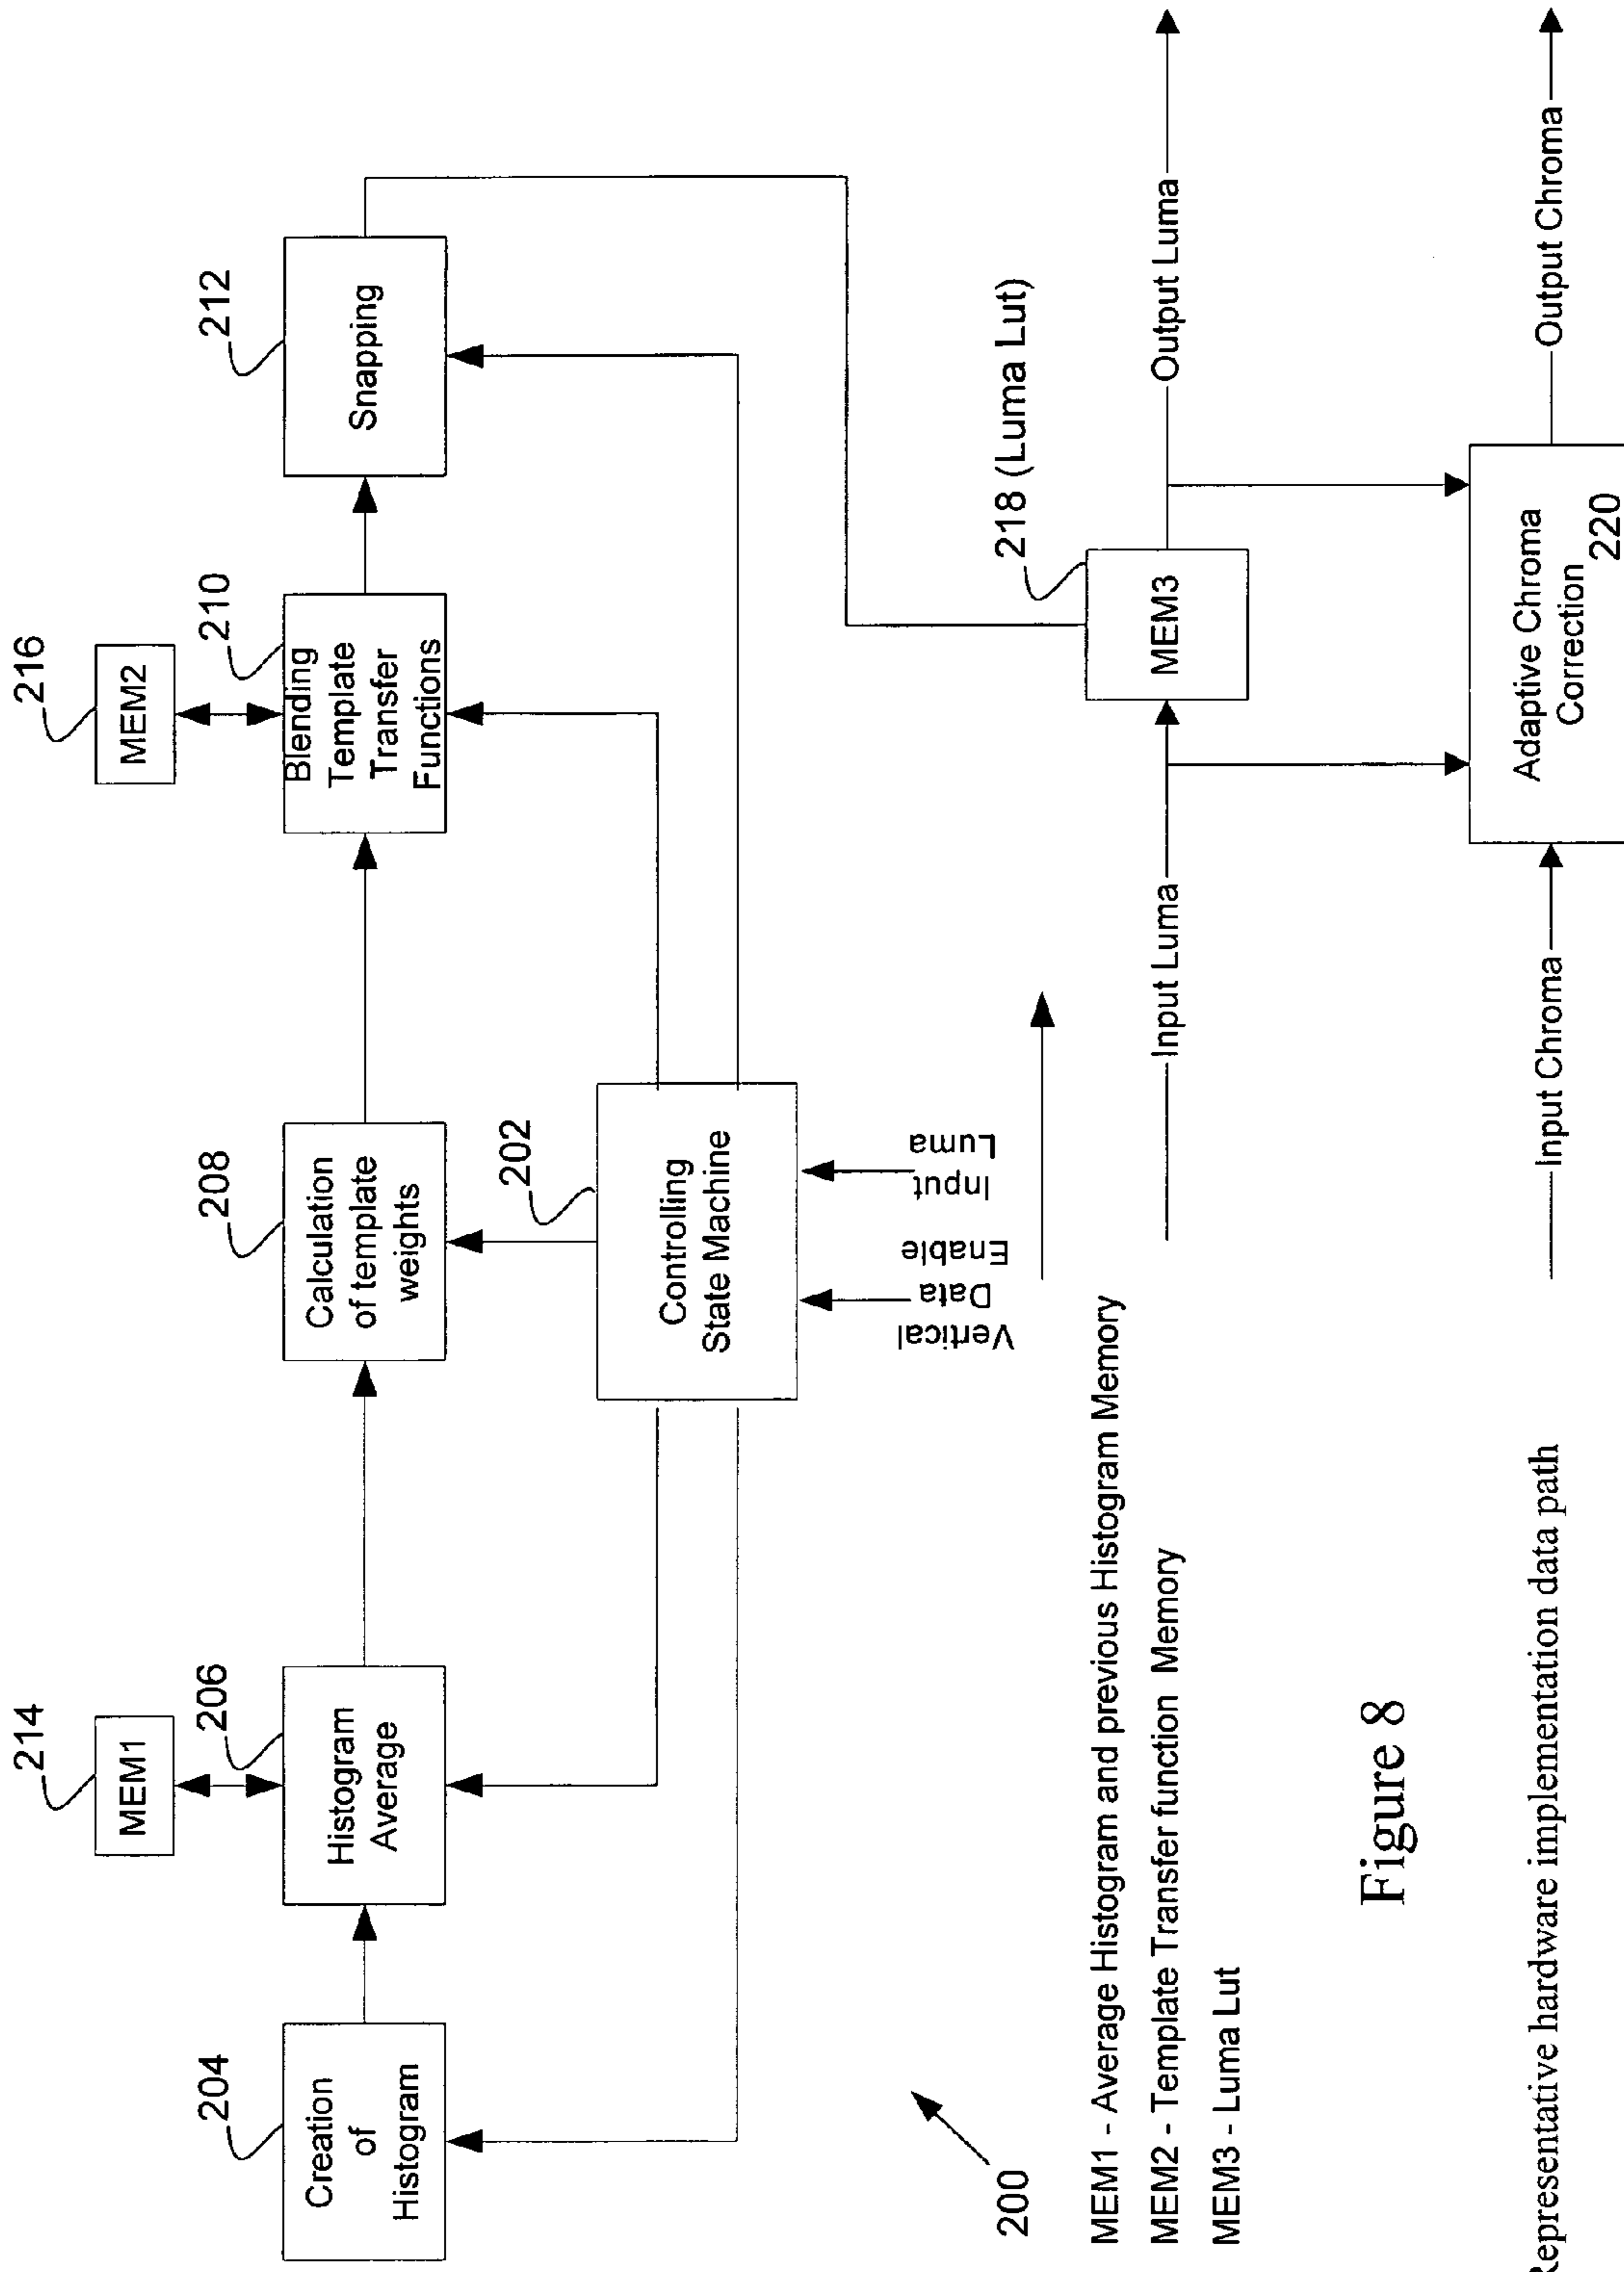 214
216
MEM1
MEM2
204
206
208
210
212
Creation
of
Histogram
Histogram
Average
Calculation
of template
weights
Blending
Template
Transfer
Functions
Snapping
202
Controlling
State Machine
Vertical
Data
Enable
Input
Luma
200
218 (Luma Lut)
MEM1 - Average Histogram and previous Histogram Memory
MEM2 - Template Transfer function Memory
MEM3 - Luma Lut
Input Luma
MEM3
Output Luma
Figure 8
Input Chroma
Adaptive Chroma
Correction
220
Output Chroma
Representative hardware implementation data path